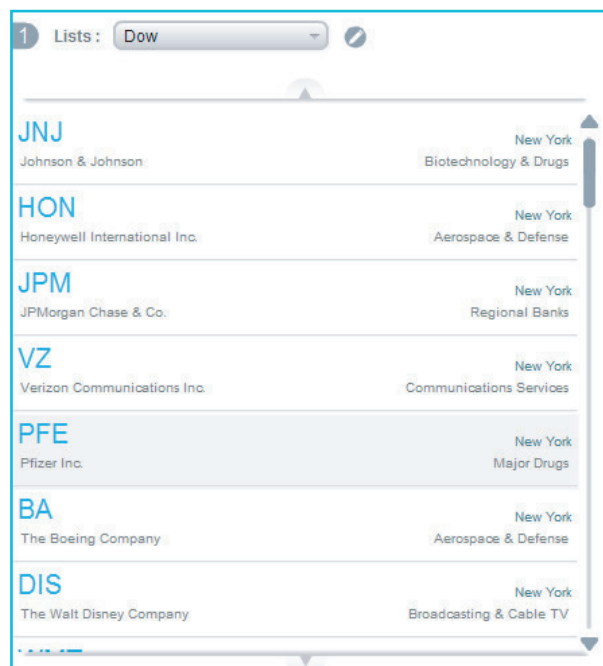 1 Lists : Dow
JNJ
New York
Johnson & Johnson Biotechnology & Drugs
HON
New York
Honeywell International Inc. Aerospace & Defense
JPM
New York
JPMorgan Chase & Co. Regional Banks
VZ
New York
Verizon Communications Inc. Communications Services
PFE
New York
Pfizer Inc. Major Drugs
BA
New York
The Boeing Company Aerospace & Defense
DIS
New York
The Walt Disney Company Broadcasting & Cable TV